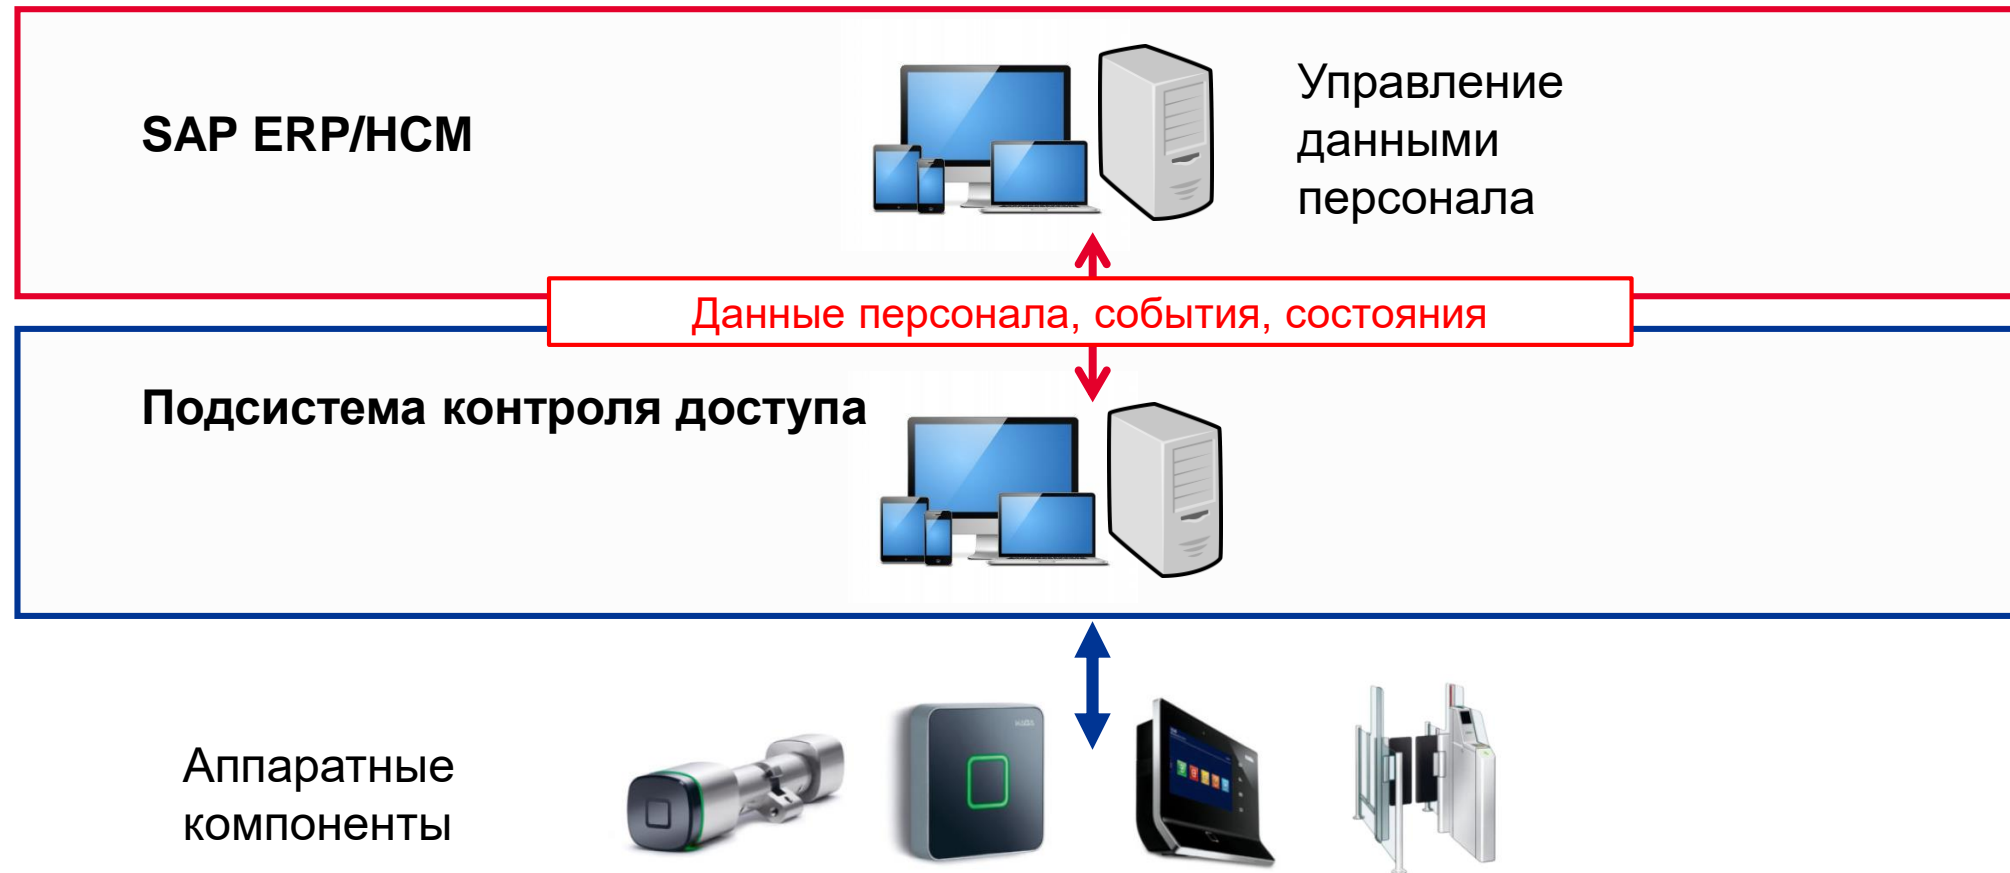 SAP ERP/HCM
Управление
данными
персонала
Данные персонала, события, состояния
Подсистема контроля доступа
Аппаратные
компоненты